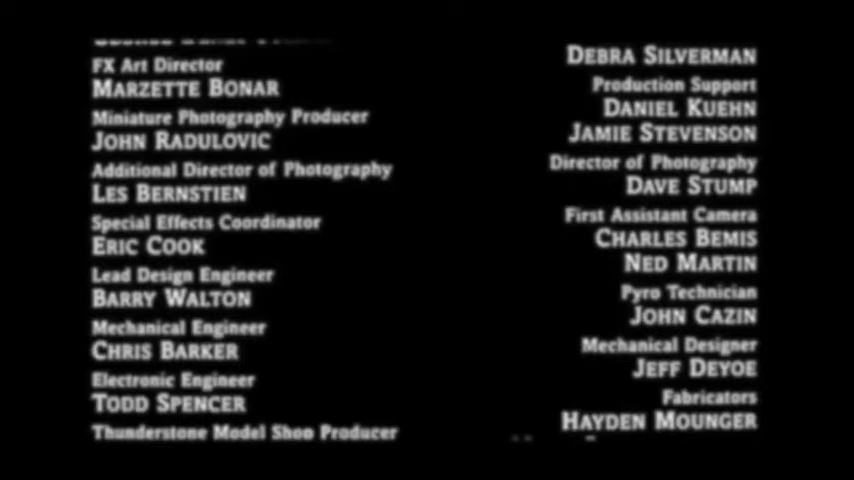 FX Art Director
MARZETTE BONAR
Miniature Photography Producer
JOHN RADULOVIC
Additional Director of Photography
LES BERNSTIEN
Special Effects Coordinator
ERIC COOK
Lead Design Engineer
BARRY WALTON
Mechanical Engineer
CHRIS BARKER
Electronic Engineer
TODD SPENCER
Thunderstone Model Shop Producer
DEBRA SILVERMAN
Production Support
DANIEL KUEHN
JAMIE STEVENSON
Director of Photography
DAVE STUMP
First Assistant Camera
CHARLES BEMIS
NED MARTIN
Pyro Technician
JOHN CAZIN
Mechanical Designer
JEFF DEYOE
Fabricators
HAYDEN MOUNGER